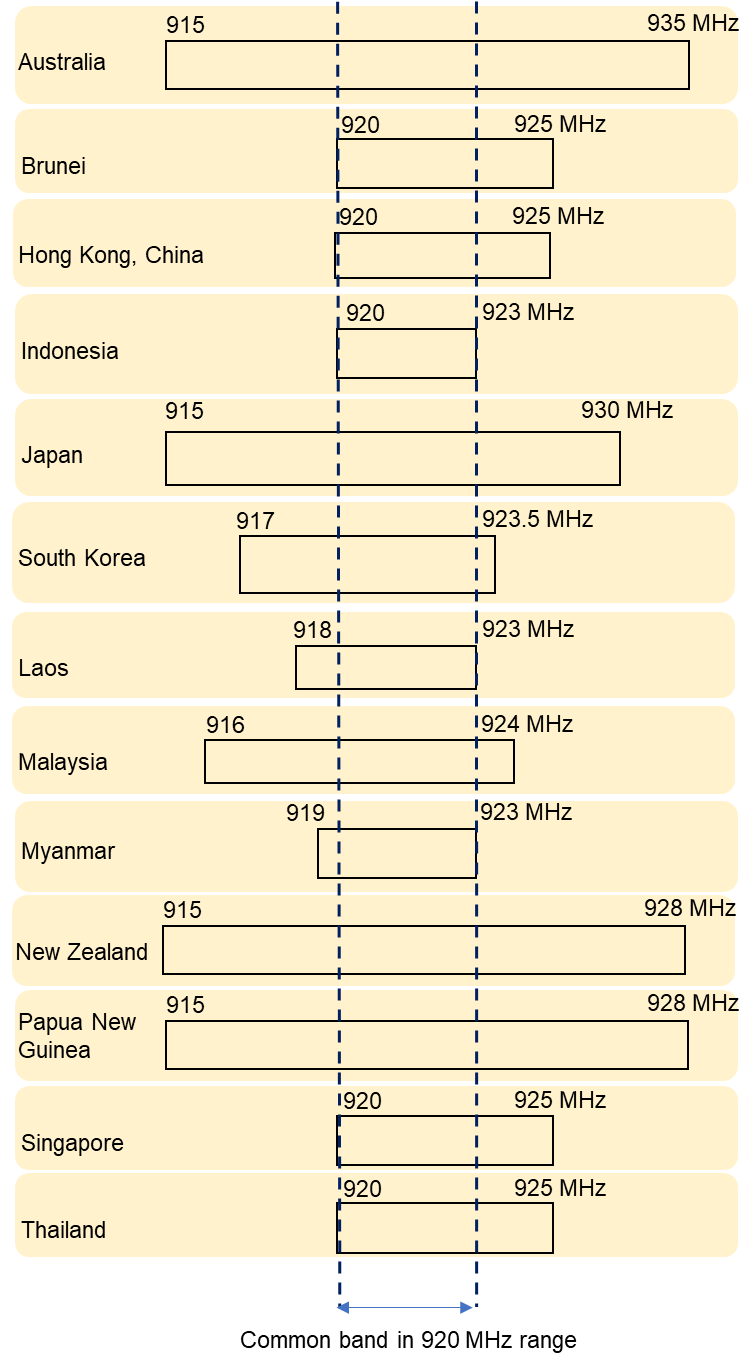 915 935 MHz
Australia
920 925 MHz
Brunei
920 925 MHz
Hong Kong, China
920 923 MHz
Indonesia
915 930 MHz
Japan
917 923.5 MHz
South Korea
918 923 MHz
Laos
916 924 MHz
Malaysia
919 923 MHz
Myanmar
915 928 MHz
New Zealand
915 928 MHz
Papua New
Guinea
920 925 MHz
Singapore
920 925 MHz
Thailand
Common band in 920 MHz range